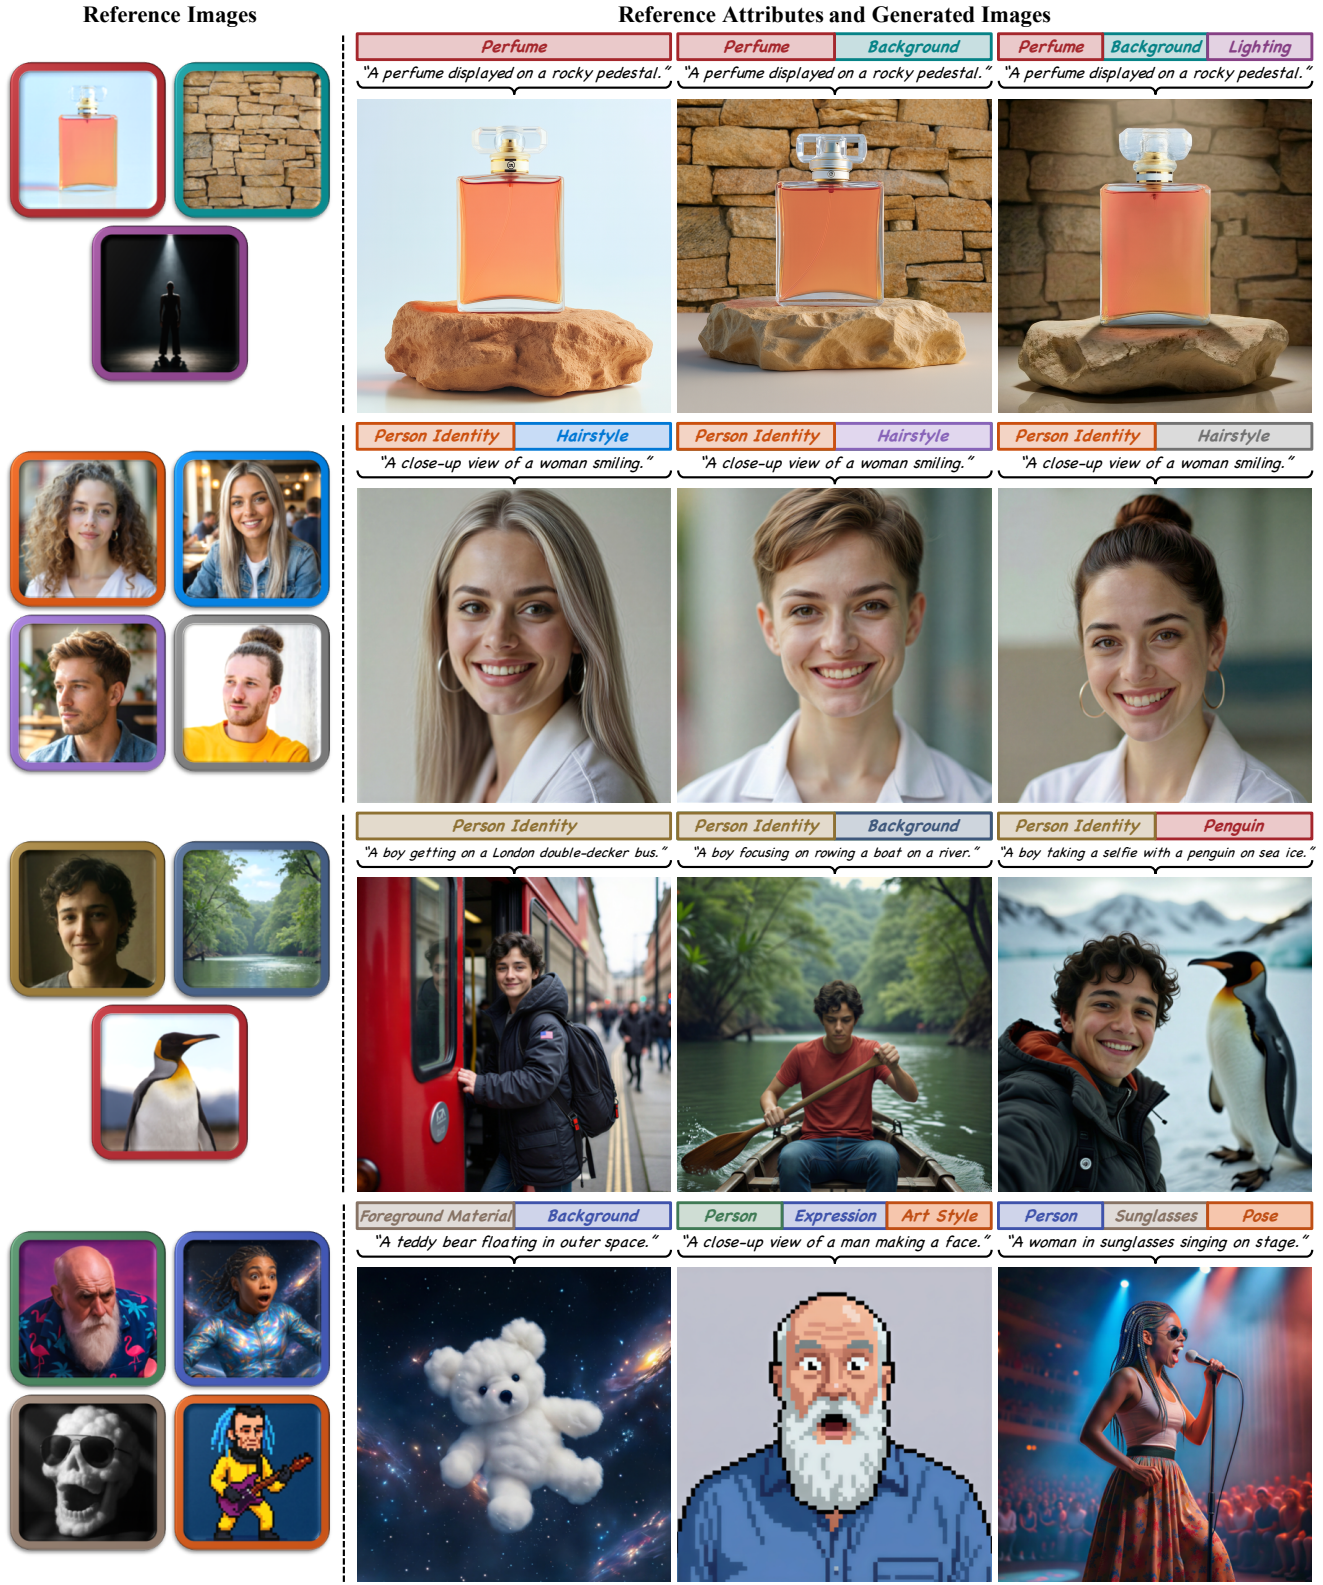 Reference Images
Reference Attributes and Generated Images
Perfume
Perfume Background
Perfume Background Lighting
"A perfume displayed on a rocky pedestal."
"A perfume displayed on a rocky pedestal."
"A perfume displayed on a rocky pedestal."
Person Identity Hairstyle
Person Identity Hairstyle
Person Identity Hairstyle
"A close-up view of a woman smiling."
"A close-up view of a woman smiling."
"A close-up view of a woman smiling."
Person Identity
Person Identity Background
Person Identity Penguin
"A boy getting on a London double-decker bus."
"A boy focusing on rowing a boat on a river."
"A boy taking a selfie with a penguin on sea ice."
Foreground Material Background
Person Expression Art Style
Person Sunglasses Pose
"A teddy bear floating in outer space."
"A close-up view of a man making a face."
"A woman in sunglasses singing on stage."